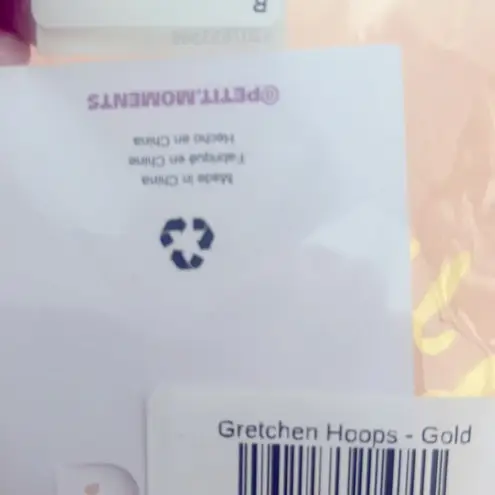 @PETIT.MOMENTS
Hecho en China
Fabriqué en Chine
Made in China
Gretchen Hoops - Gold
R